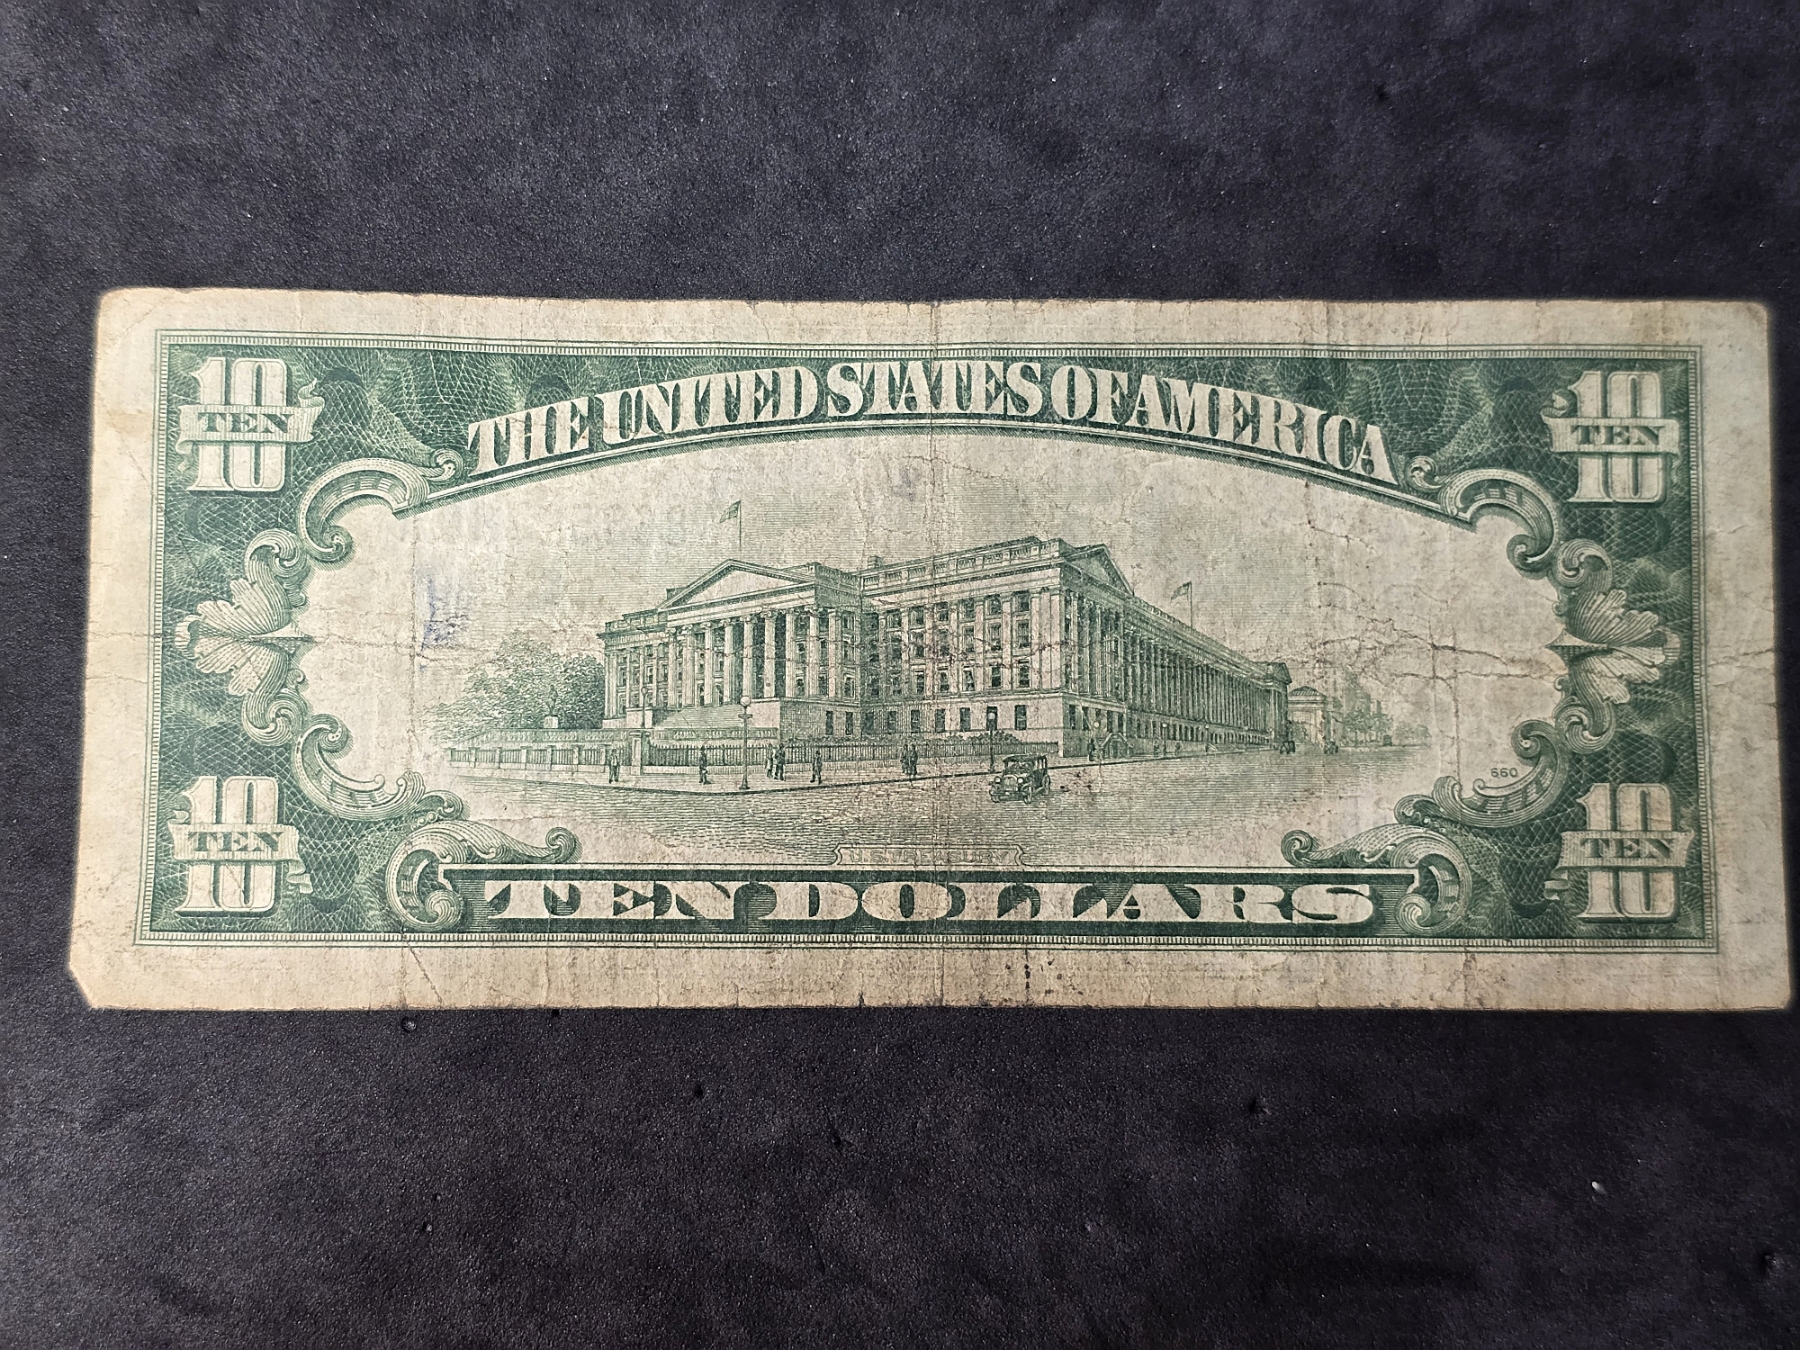 10 TEN 10
THE UNITED STATES OF AMERICA
10 TEN 10
660
U.S. TREASURY
10 TEN 10
TEN DOLLARS
10 TEN 10